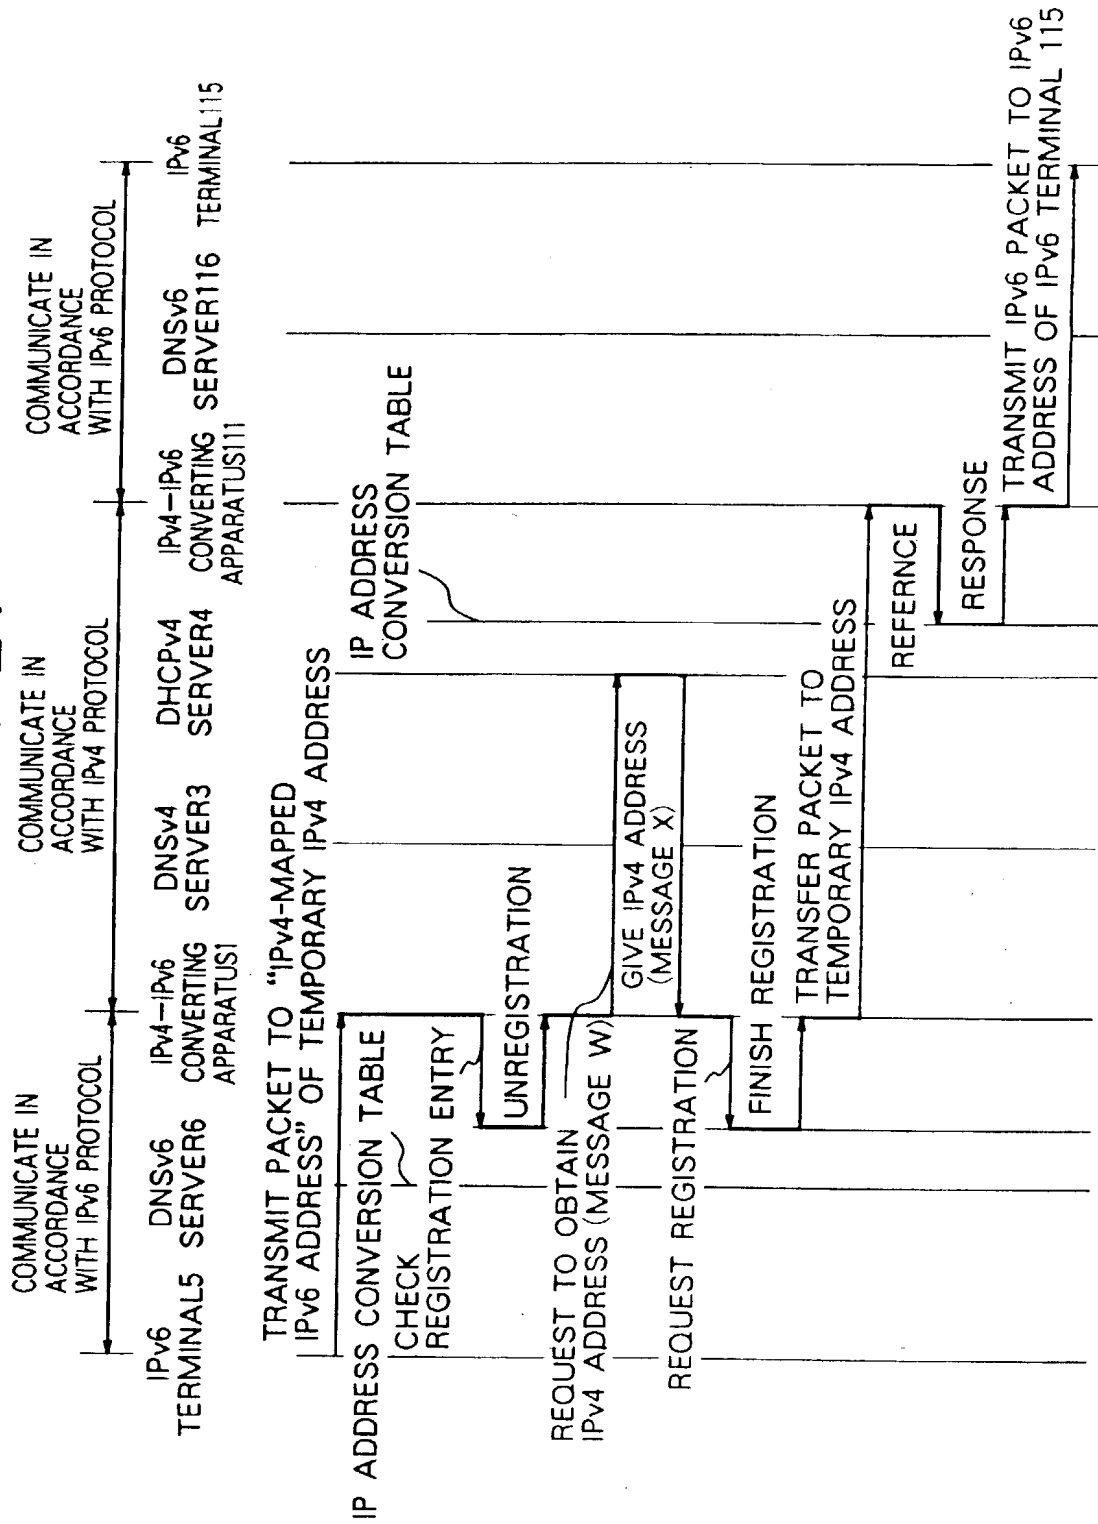 COMMUNICATE IN
ACCORDANCE
WITH IPv6 PROTOCOL
COMMUNICATE IN
ACCORDANCE
WITH IPv4 PROTOCOL
COMMUNICATE IN
ACCORDANCE
WITH IPv6 PROTOCOL
IPv6
TERMINAL5
DNSv6
SERVER6
IPv4-IPv6
CONVERTING
APPARATUS1
DNSv4
SERVER3
DHCPv4
SERVER4
IPv4-IPv6
CONVERTING
APPARATUS111
DNSv6
SERVER116
IPv6
TERMINAL115
TRANSMIT PACKET TO "IPv4-MAPPED
IPv6 ADDRESS" OF TEMPORARY IPv4 ADDRESS
IP ADDRESS CONVERSION TABLE
IP ADDRESS
CONVERSION TABLE
CHECK
REGISTRATION ENTRY
UNREGISTRATION
REQUEST TO OBTAIN
IPv4 ADDRESS (MESSAGE W)
GIVE IPv4 ADDRESS
(MESSAGE X)
REQUEST REGISTRATION
FINISH REGISTRATION
TRANSFER PACKET TO
TEMPORARY IPv4 ADDRESS
REFERNCE
RESPONSE
TRANSMIT IPv6 PACKET TO IPv6
ADDRESS OF IPv6 TERMINAL 115